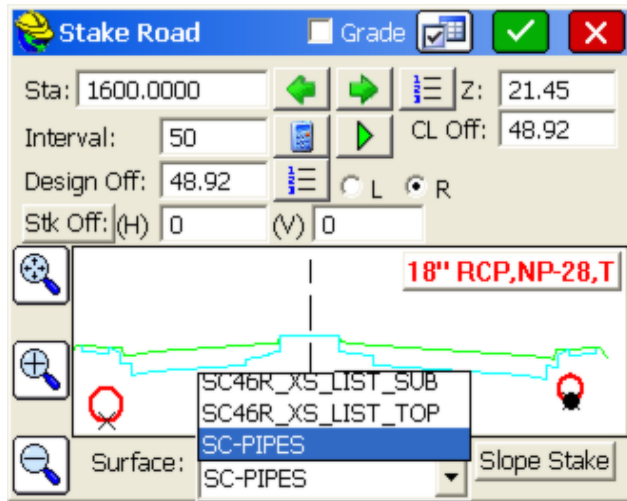 Stake Road Grade
Sta: 1600.0000 Z: 21.45
Interval: 50 CL Off: 48.92
Design Off: 48.92 L R
Stk Off: (H) 0 (V) 0
18" RCP,NP-28,T
SC46R_XS_LIST_SUB
SC46R_XS_LIST_TOP
SC-PIPES
Surface: SC-PIPES Slope Stake